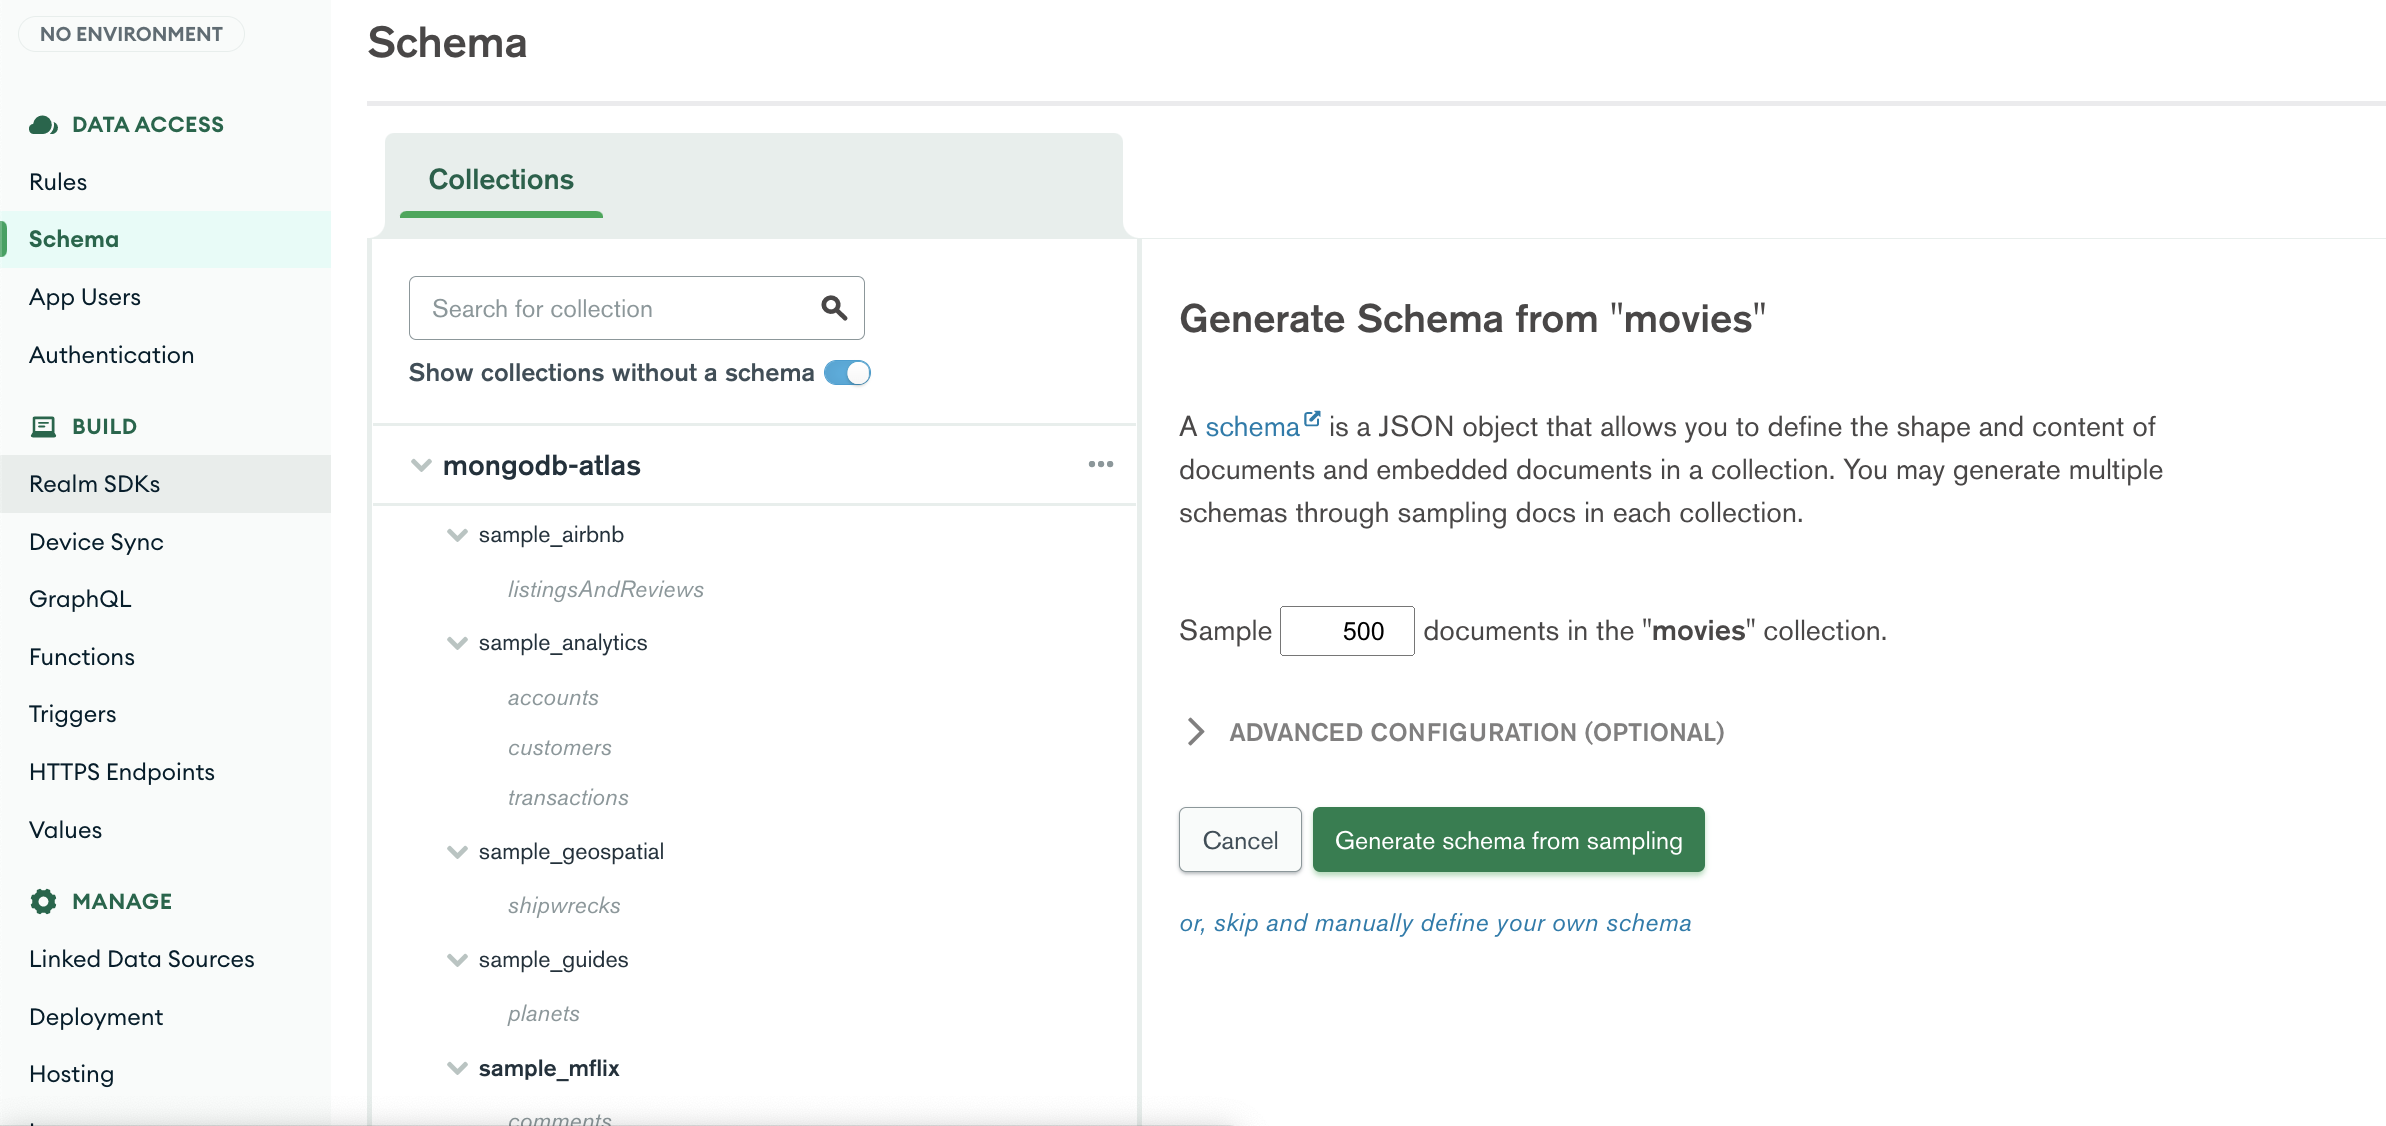 NO ENVIRONMENT
DATA ACCESS
Rules
Schema
App Users
Authentication
BUILD
Realm SDKs
Device Sync
GraphQL
Functions
Triggers
HTTPS Endpoints
Values
MANAGE
Linked Data Sources
Deployment
Hosting
Schema
Collections
Search for collection
Show collections without a schema
mongodb-atlas
sample_airbnb
listingsAndReviews
sample_analytics
accounts
customers
transactions
sample_geospatial
shipwrecks
sample_guides
planets
sample_mflix
comments
Generate Schema from "movies"
A schema is a JSON object that allows you to define the shape and content of
documents and embedded documents in a collection. You may generate multiple
schemas through sampling docs in each collection.
Sample 500 documents in the "movies" collection.
ADVANCED CONFIGURATION (OPTIONAL)
Cancel
Generate schema from sampling
or, skip and manually define your own schema